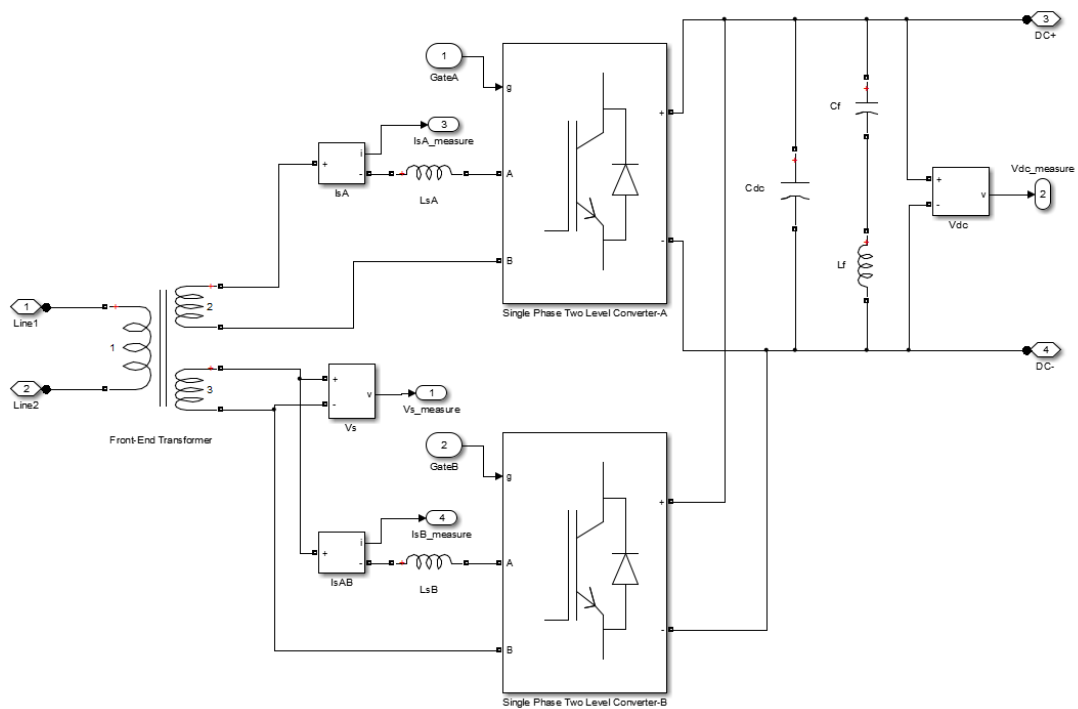 3
DC+
1
GateA
g
+
Cf
3
IsA_measure
+
i
-
IsA
LsA
A
B
-
Cdc
Lf
+
-
v
Vdc
Vdc_measure
2
Single Phase Two Level Converter-A
1
Line1
2
Line2
1
2
3
Front-End Transformer
+
-
v
Vs
1
Vs_measure
4
DC-
2
GateB
g
+
4
IsB_measure
+
i
-
IsAB
LsB
A
B
-
Single Phase Two Level Converter-B